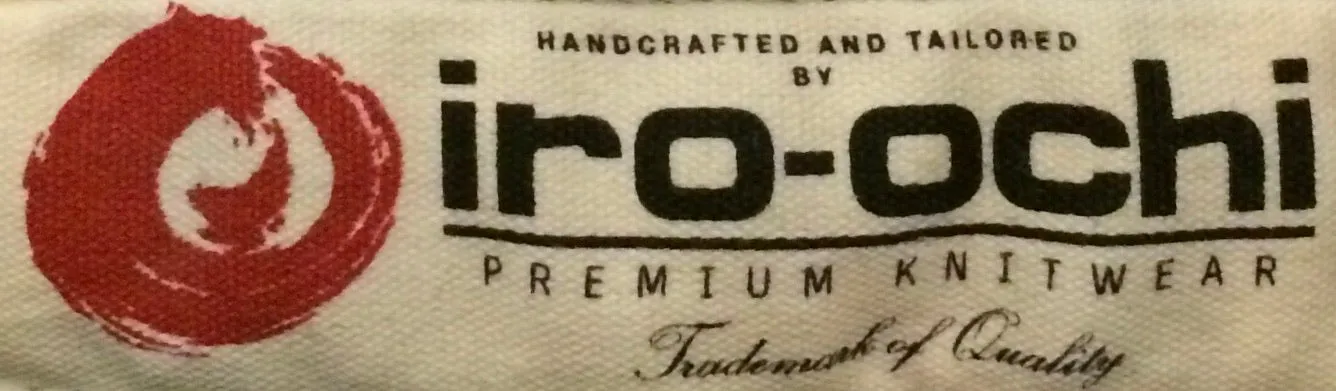 HANDCRAFTED AND TAILORED
BY
iro-ochi
PREMIUM KNITWEAR
Trademark of Quality